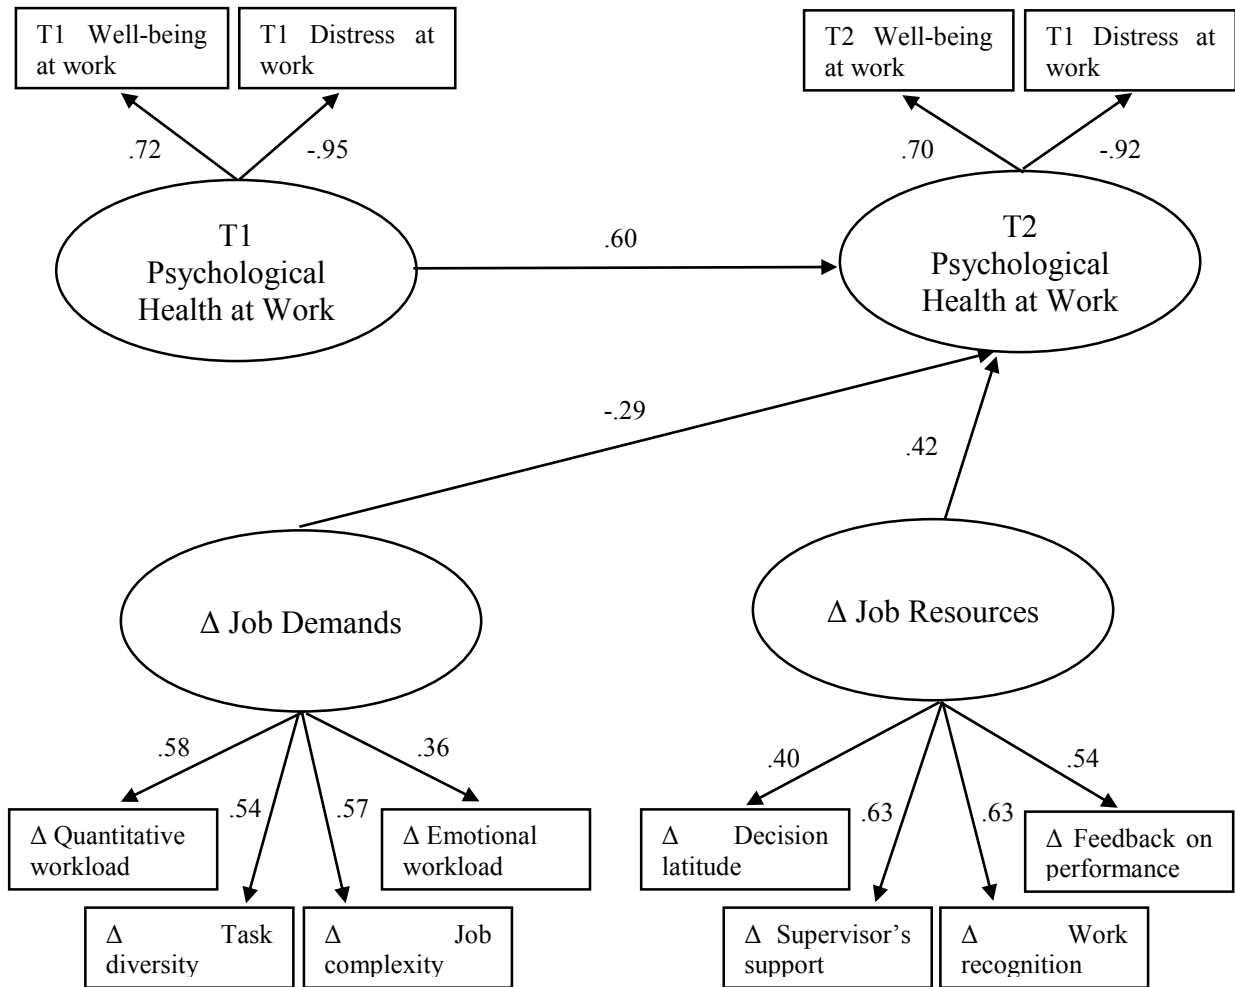 T1 Well-being
at work
T1 Distress at
work
T2 Well-being
at work
T1 Distress at
work
.72
-.95
.70
-.92
T1
Psychological
Health at Work
.60
T2
Psychological
Health at Work
-.29
.42
Δ Job Demands
Δ Job Resources
.58
.36
.54
.57
.40
.54
.63
.63
Δ Quantitative
workload
Δ Emotional
workload
Δ Decision
latitude
Δ Feedback on
performance
Δ Task
diversity
Δ Job
complexity
Δ Supervisor's
support
Δ Work
recognition